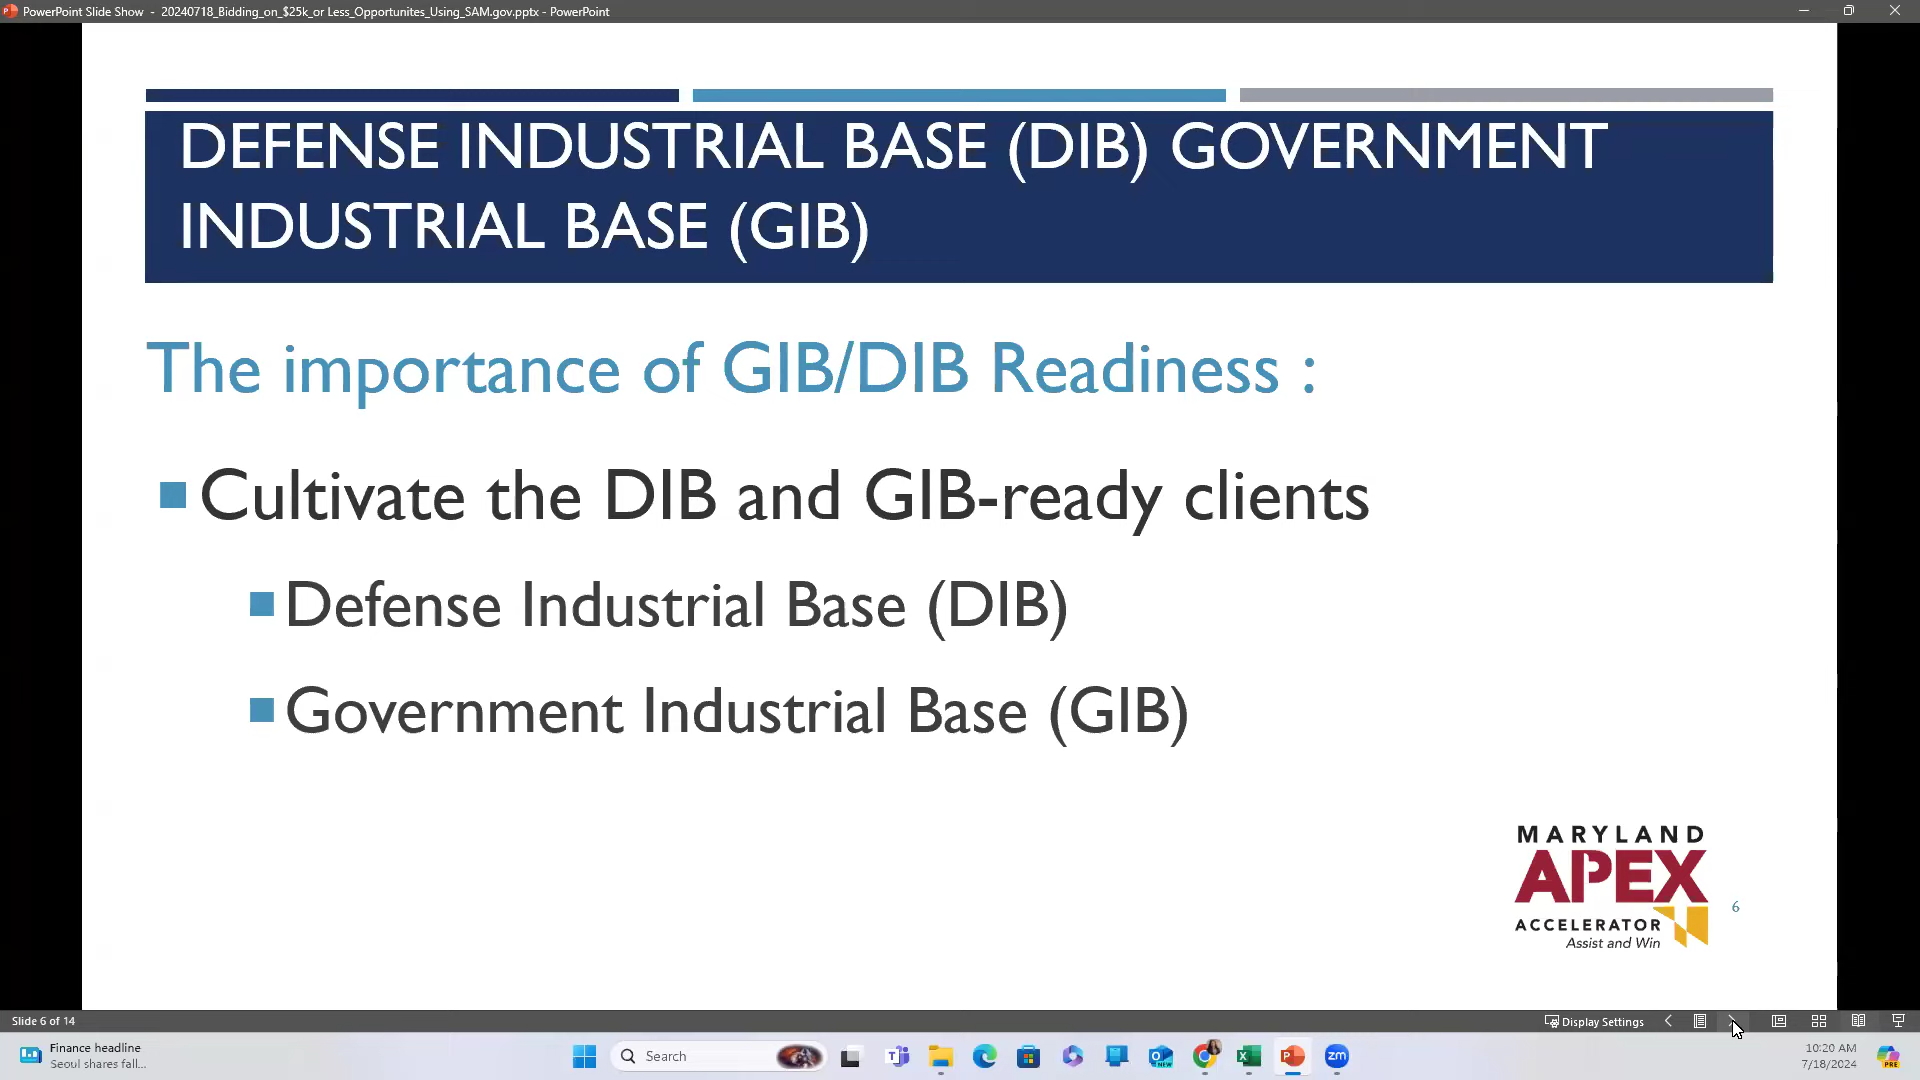 PowerPoint Slide Show - 20240718_Bidding_on_$25k_or Less_Opportunites_Using_SAM.gov.pptx - PowerPoint
DEFENSE INDUSTRIAL BASE (DIB) GOVERNMENT
INDUSTRIAL BASE (GIB)
The importance of GIB/DIB Readiness :
Cultivate the DIB and GIB-ready clients
Defense Industrial Base (DIB)
Government Industrial Base (GIB)
MARYLAND
APEX
ACCELERATOR
Assist and Win
6
Slide 6 of 14
Display Settings
Finance headline
Seoul shares fall...
Search
NEW
zm
10:20 AM
7/18/2024
PRE